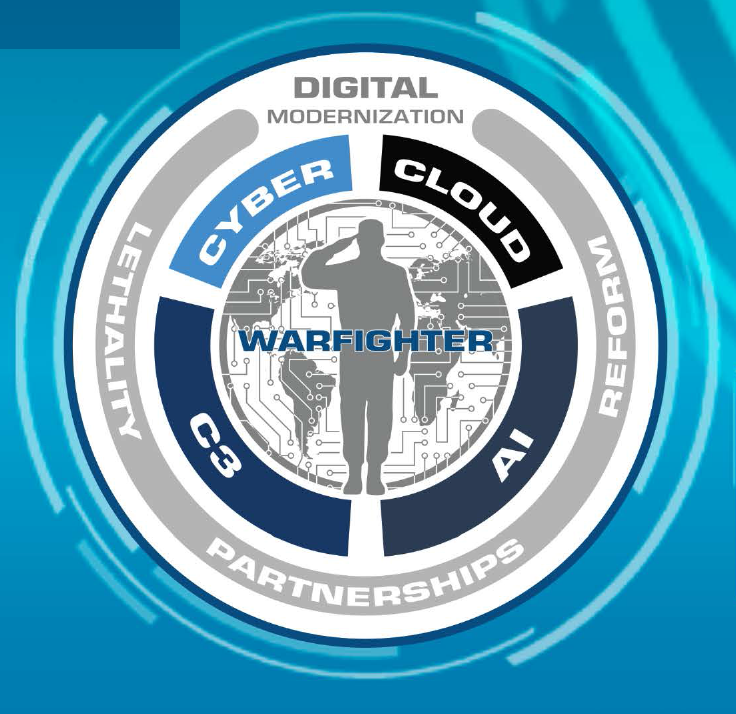 DIGITAL
MODERNIZATION
CYBER
CLOUD
LETHALITY
REFORM
WARFIGHTER
C3
AI
PARTNERSHIPS